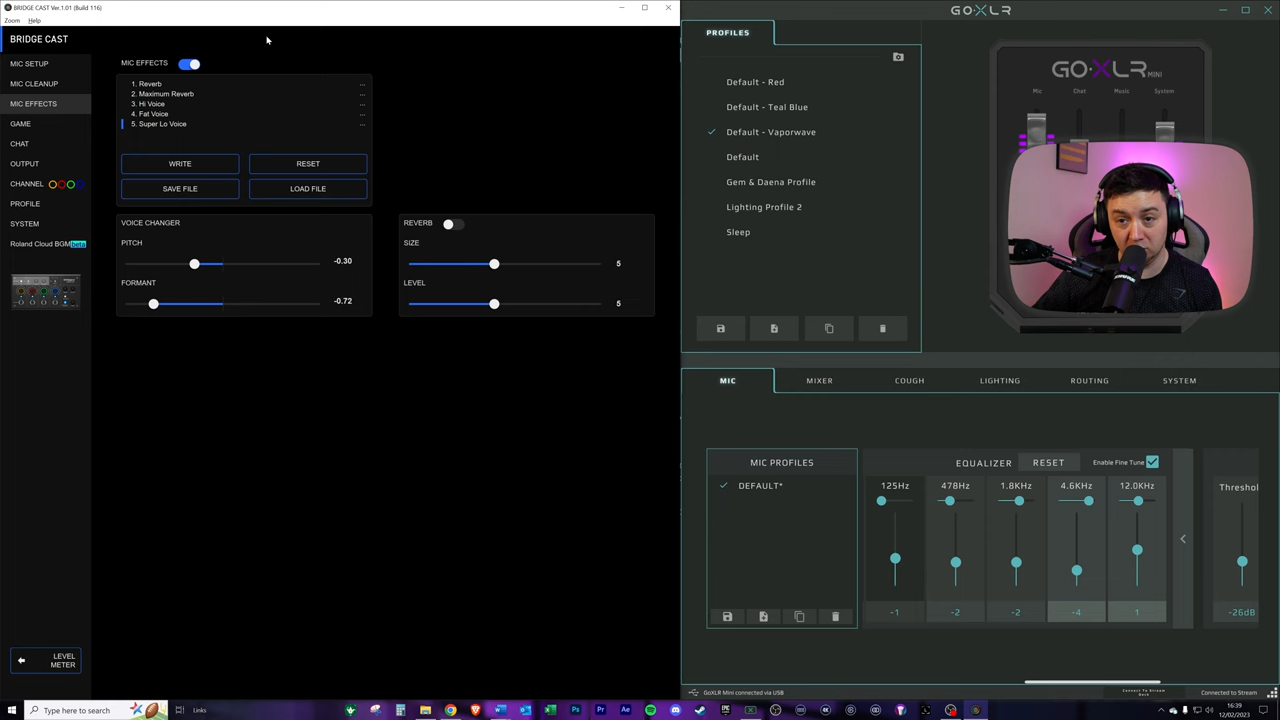 BRIDGE CAST Ver.1.01 (Build 116)
Zoom Help
BRIDGE CAST
MIC SETUP
MIC CLEANUP
MIC EFFECTS
GAME
CHAT
OUTPUT
CHANNEL
PROFILE
SYSTEM
Roland Cloud BGM beta
LEVEL
METER
MIC EFFECTS
1. Reverb ...
2. Maximum Reverb ...
3. Hi Voice ...
4. Fat Voice ...
5. Super Lo Voice ...
WRITE RESET
SAVE FILE LOAD FILE
VOICE CHANGER
PITCH
-0.30
FORMANT
-0.72
REVERB
SIZE
5
LEVEL
5
GOXLR
PROFILES
Default - Red
Default - Teal Blue
Default - Vaporwave
Default
Gem & Daena Profile
Lighting Profile 2
Sleep
GO·XLR MINI
Mic Chat Music System
MIC MIXER COUGH LIGHTING ROUTING SYSTEM
MIC PROFILES
DEFAULT*
EQUALIZER RESET Enable Fine Tune
125Hz 478Hz 1.8KHz 4.6KHz 12.0KHz
-1 -2 -2 -4 1
Threshol
-26dB
GoXLR Mini connected via USB
Connect To Stream
Deck
Connected to Stream
Type here to search
Links
16:39
12/02/2023